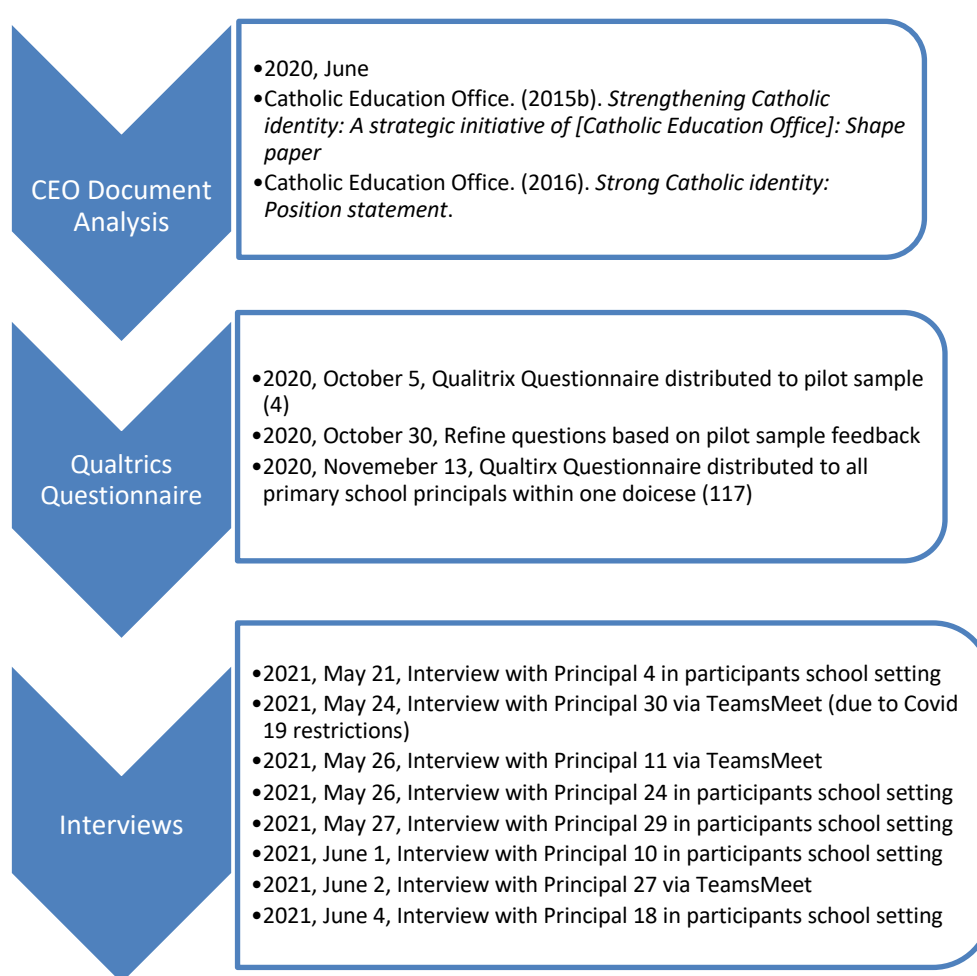 CEO Document
Analysis
•2020, June
•Catholic Education Office. (2015b). Strengthening Catholic
identity: A strategic initiative of [Catholic Education Office]: Shape
paper
•Catholic Education Office. (2016). Strong Catholic identity:
Position statement.
Qualtrics
Questionnaire
•2020, October 5, Qualitrix Questionnaire distributed to pilot sample
(4)
•2020, October 30, Refine questions based on pilot sample feedback
•2020, Novemeber 13, Qualtirx Questionnaire distributed to all
primary school principals within one doicese (117)
Interviews
•2021, May 21, Interview with Principal 4 in participants school setting
•2021, May 24, Interview with Principal 30 via TeamsMeet (due to Covid
19 restrictions)
•2021, May 26, Interview with Principal 11 via TeamsMeet
•2021, May 26, Interview with Principal 24 in participants school setting
•2021, May 27, Interview with Principal 29 in participants school setting
•2021, June 1, Interview with Principal 10 in participants school setting
•2021, June 2, Interview with Principal 27 via TeamsMeet
•2021, June 4, Interview with Principal 18 in participants school setting